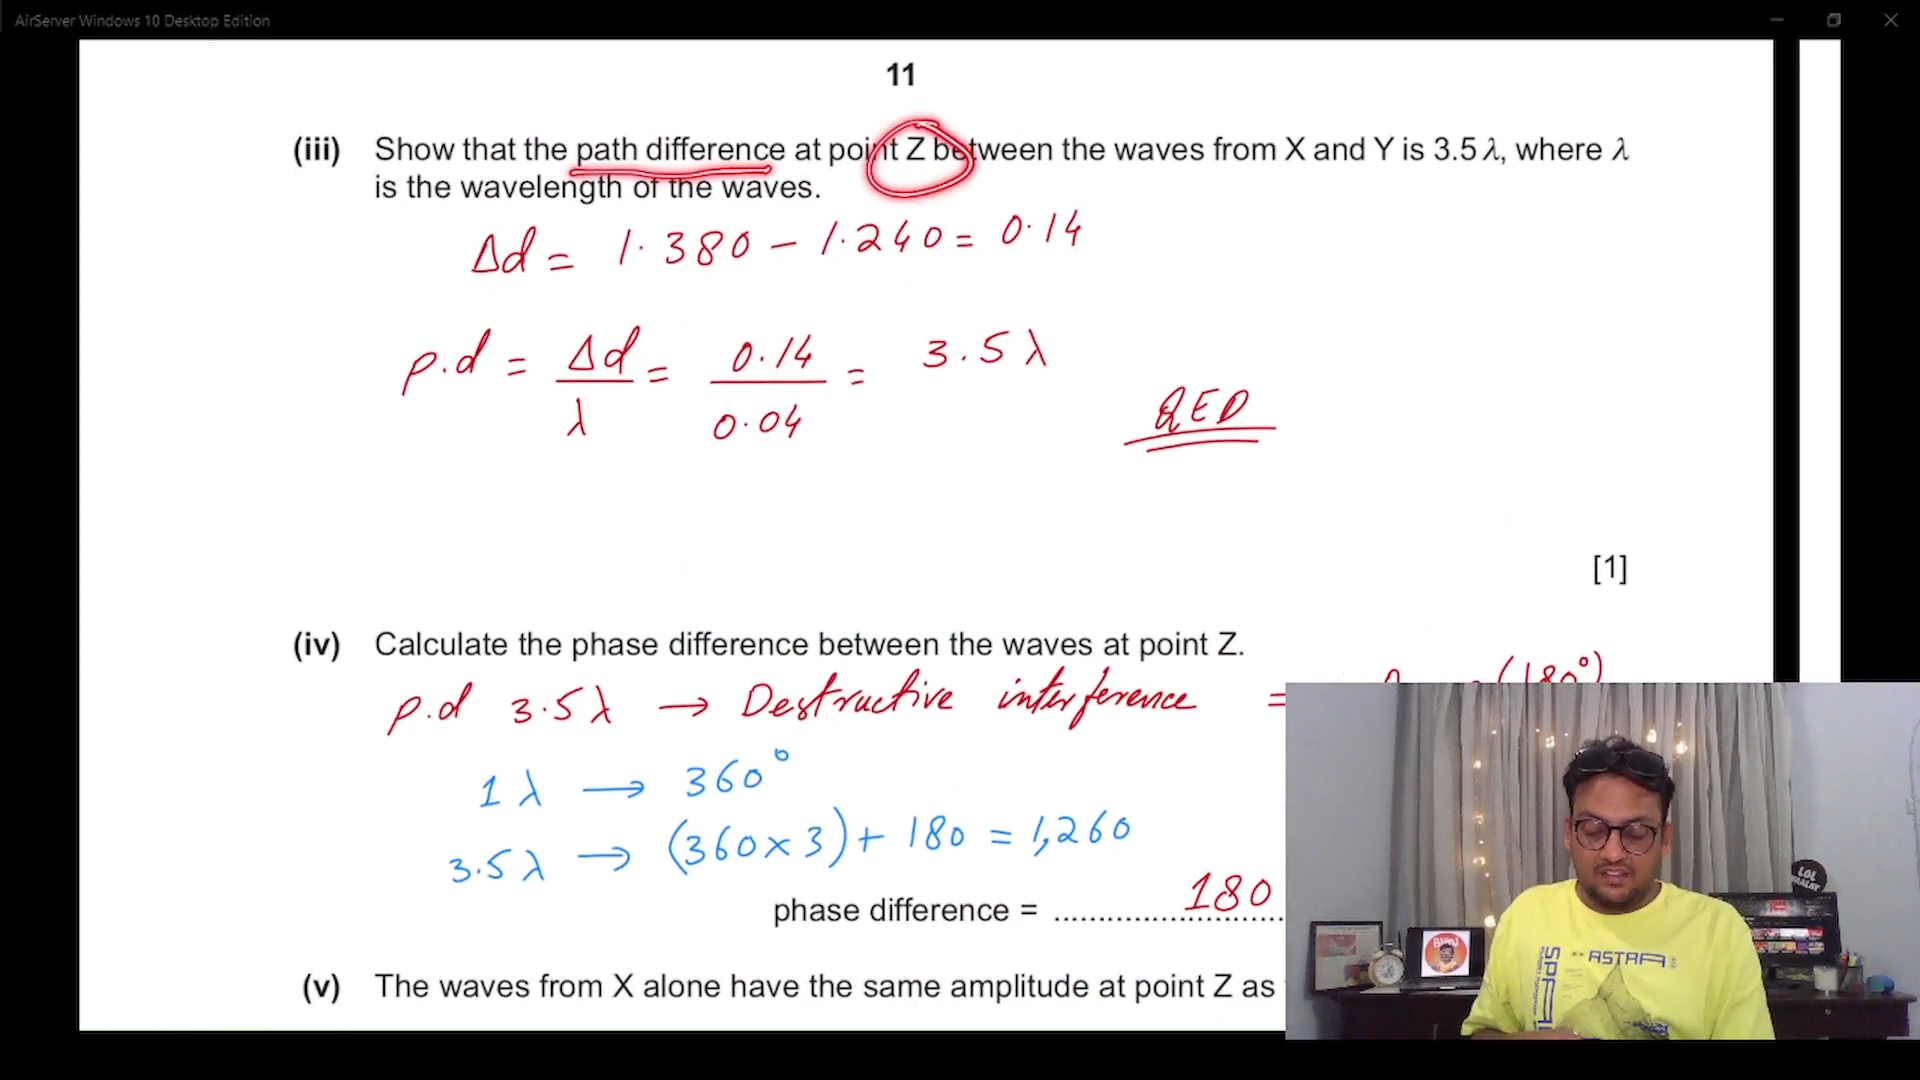 AirServer Windows 10 Desktop Edition
11
(iii) Show that the path difference at point Z between the waves from X and Y is 3.5 λ, where λ
is the wavelength of the waves.
Δd = 1.380 - 1.240 = 0.14
p.d = Δd/λ = 0.14/0.04 = 3.5 λ
QED
[1]
(iv) Calculate the phase difference between the waves at point Z.
p.d 3.5 λ → Destructive interference = (180°)
1 λ → 360°
3.5 λ → (360 x 3) + 180 = 1,260
phase difference = .......... 180
(v) The waves from X alone have the same amplitude at point Z as
LOL
ASTRA